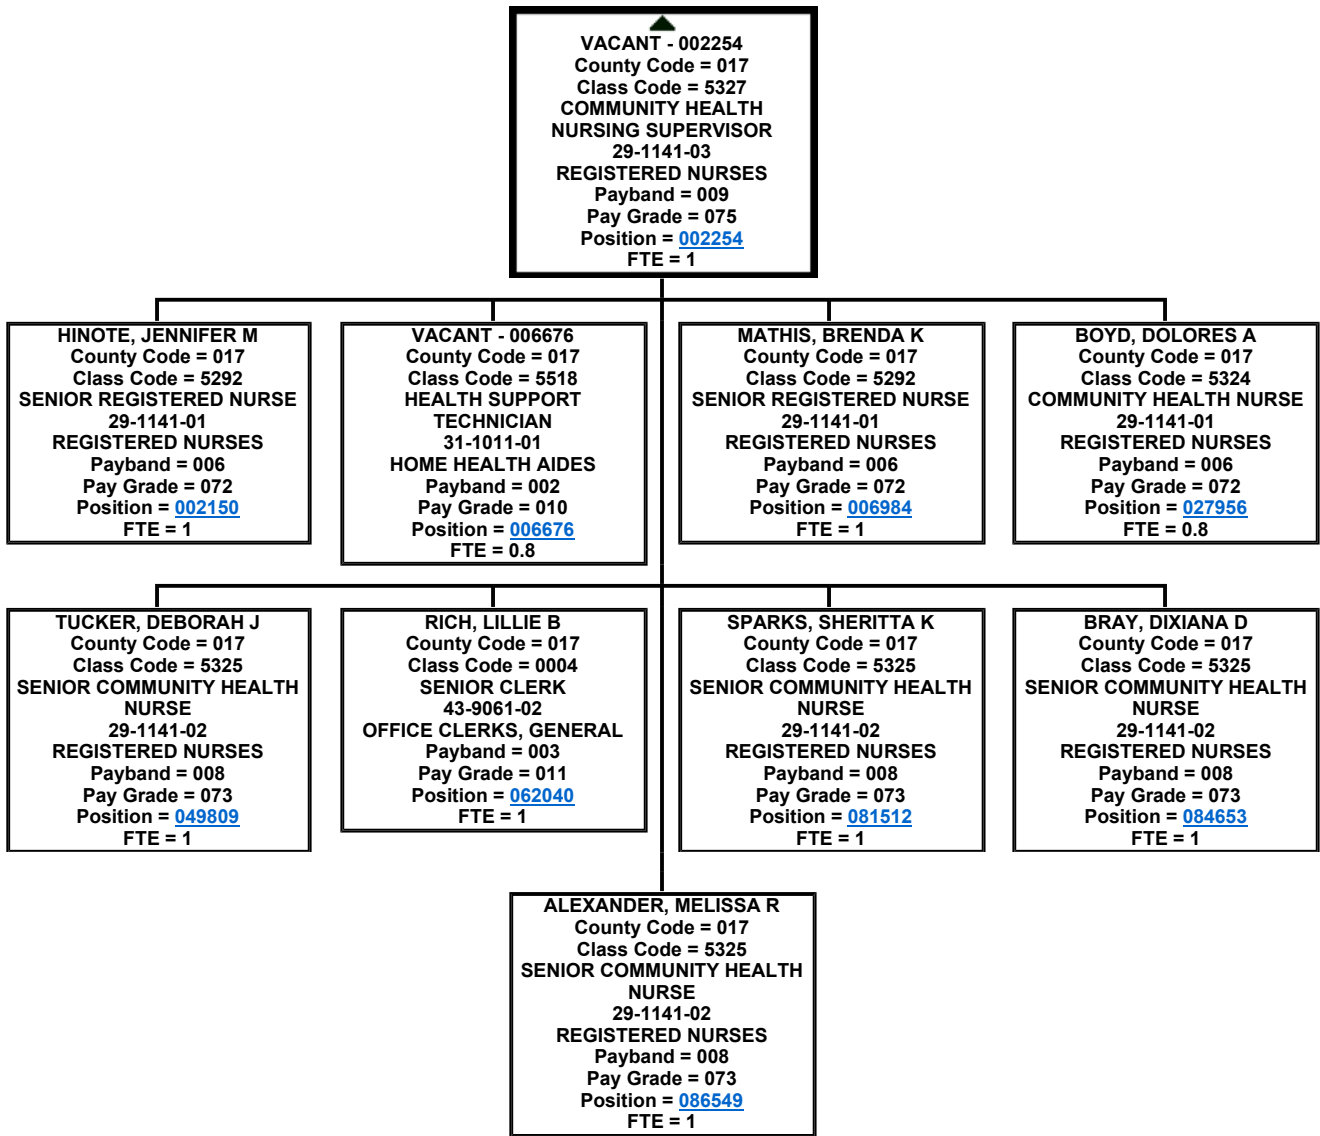 VACANT - 002254
County Code = 017
Class Code = 5327
COMMUNITY HEALTH
NURSING SUPERVISOR
29-1141-03
REGISTERED NURSES
Payband = 009
Pay Grade = 075
Position = 002254
FTE = 1
HINOTE, JENNIFER M
County Code = 017
Class Code = 5292
SENIOR REGISTERED NURSE
29-1141-01
REGISTERED NURSES
Payband = 006
Pay Grade = 072
Position = 002150
FTE = 1
VACANT - 006676
County Code = 017
Class Code = 5518
HEALTH SUPPORT
TECHNICIAN
31-1011-01
HOME HEALTH AIDES
Payband = 002
Pay Grade = 010
Position = 006676
FTE = 0.8
MATHIS, BRENDA K
County Code = 017
Class Code = 5292
SENIOR REGISTERED NURSE
29-1141-01
REGISTERED NURSES
Payband = 006
Pay Grade = 072
Position = 006984
FTE = 1
BOYD, DOLORES A
County Code = 017
Class Code = 5324
COMMUNITY HEALTH NURSE
29-1141-01
REGISTERED NURSES
Payband = 006
Pay Grade = 072
Position = 027956
FTE = 0.8
TUCKER, DEBORAH J
County Code = 017
Class Code = 5325
SENIOR COMMUNITY HEALTH
NURSE
29-1141-02
REGISTERED NURSES
Payband = 008
Pay Grade = 073
Position = 049809
FTE = 1
RICH, LILLIE B
County Code = 017
Class Code = 0004
SENIOR CLERK
43-9061-02
OFFICE CLERKS, GENERAL
Payband = 003
Pay Grade = 011
Position = 062040
FTE = 1
SPARKS, SHERITTA K
County Code = 017
Class Code = 5325
SENIOR COMMUNITY HEALTH
NURSE
29-1141-02
REGISTERED NURSES
Payband = 008
Pay Grade = 073
Position = 081512
FTE = 1
BRAY, DIXIANA D
County Code = 017
Class Code = 5325
SENIOR COMMUNITY HEALTH
NURSE
29-1141-02
REGISTERED NURSES
Payband = 008
Pay Grade = 073
Position = 084653
FTE = 1
ALEXANDER, MELISSA R
County Code = 017
Class Code = 5325
SENIOR COMMUNITY HEALTH
NURSE
29-1141-02
REGISTERED NURSES
Payband = 008
Pay Grade = 073
Position = 086549
FTE = 1